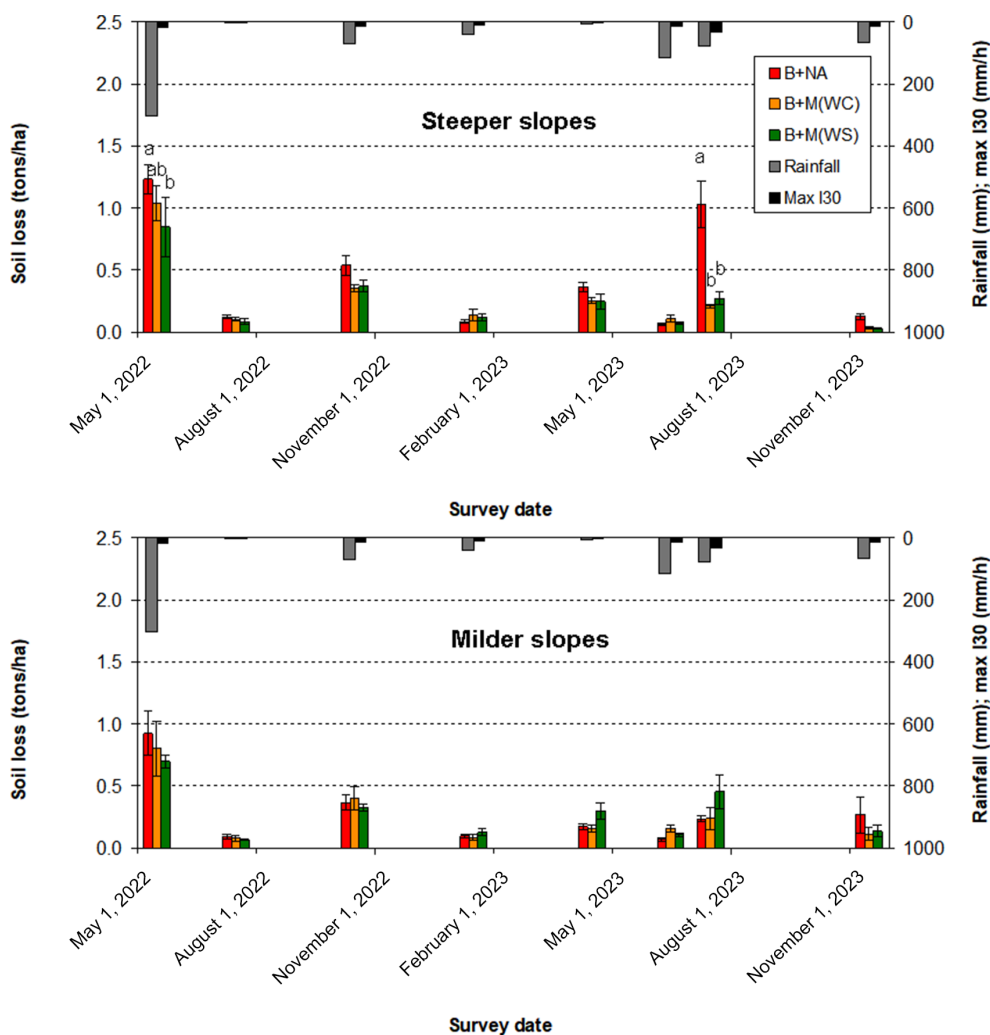 2.5
2.0
1.5
1.0
0.5
0.0
Soil loss (tons/ha)
Steeper slopes
a
ab
b
a
b
b
B+NA
B+M(WC)
B+M(WS)
Rainfall
Max I30
0
200
400
600
800
1000
Rainfall (mm); max I30 (mm/h)
May 1, 2022
August 1, 2022
November 1, 2022
February 1, 2023
May 1, 2023
August 1, 2023
November 1, 2023
Survey date
2.5
2.0
1.5
1.0
0.5
0.0
Soil loss (tons/ha)
Milder slopes
0
200
400
600
800
1000
Rainfall (mm); max I30 (mm/h)
May 1, 2022
August 1, 2022
November 1, 2022
February 1, 2023
May 1, 2023
August 1, 2023
November 1, 2023
Survey date